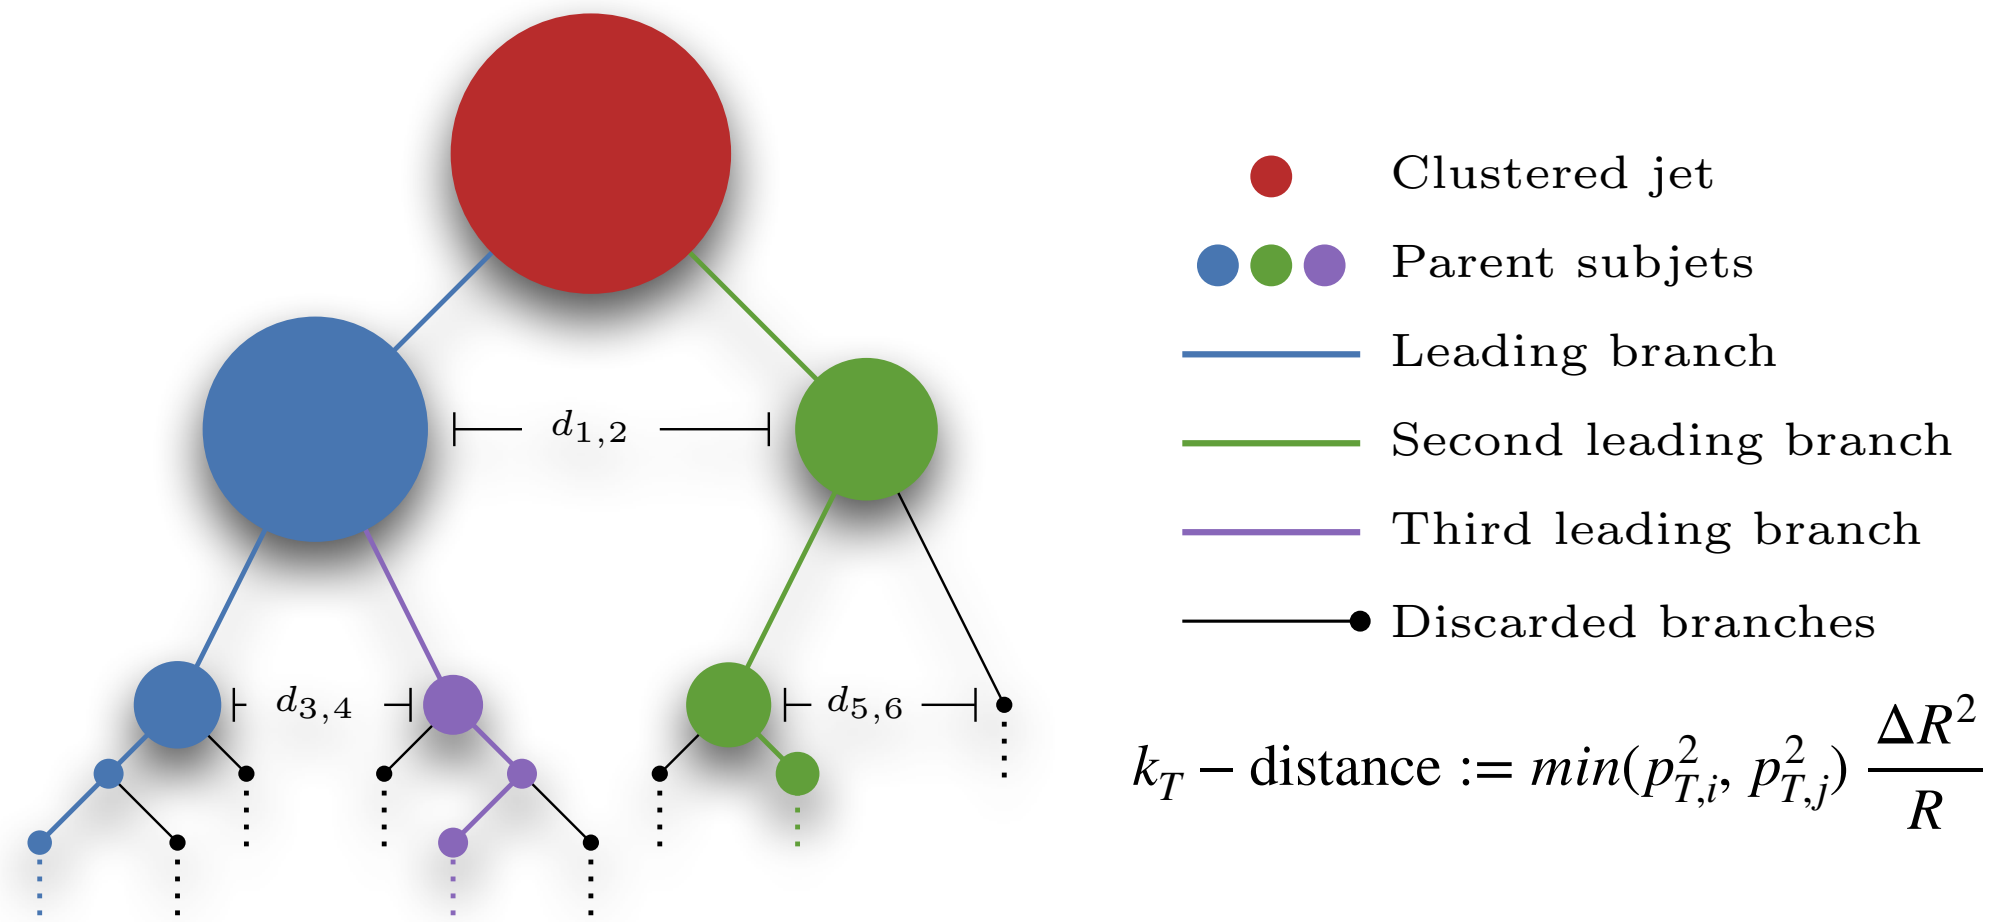 d1,2
d3,4
d5,6
Clustered jet
Parent subjets
Leading branch
Second leading branch
Third leading branch
Discarded branches
kT − distance := min(p²T,i, p²T,j) ΔR²/R